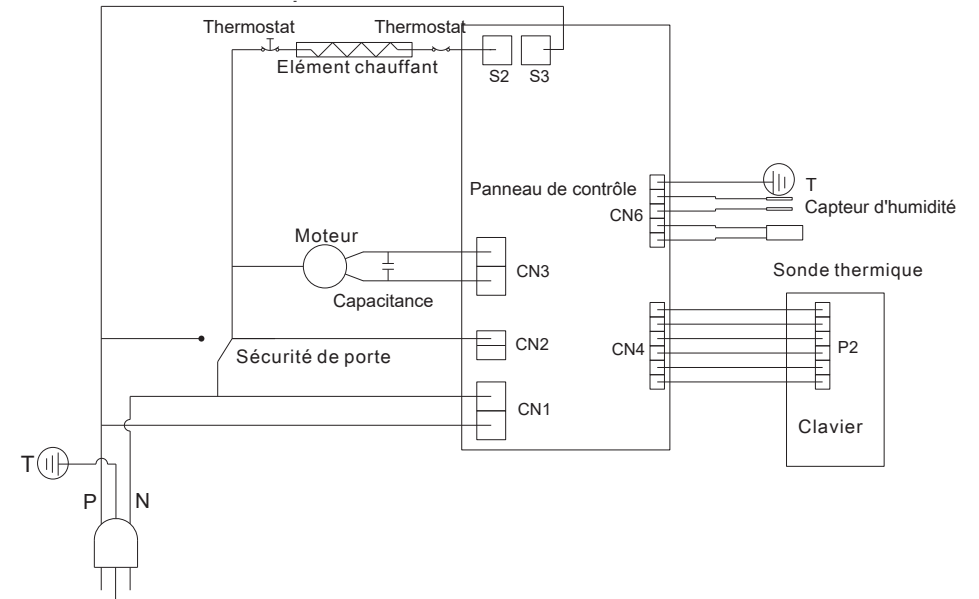 Thermostat
Thermostat
Elément chauffant
S2
S3
Panneau de contrôle
T
CN6
Capteur d'humidité
Moteur
CN3
Sonde thermique
Capacitance
CN2
Sécurité de porte
CN4
P2
CN1
Clavier
T
P
N